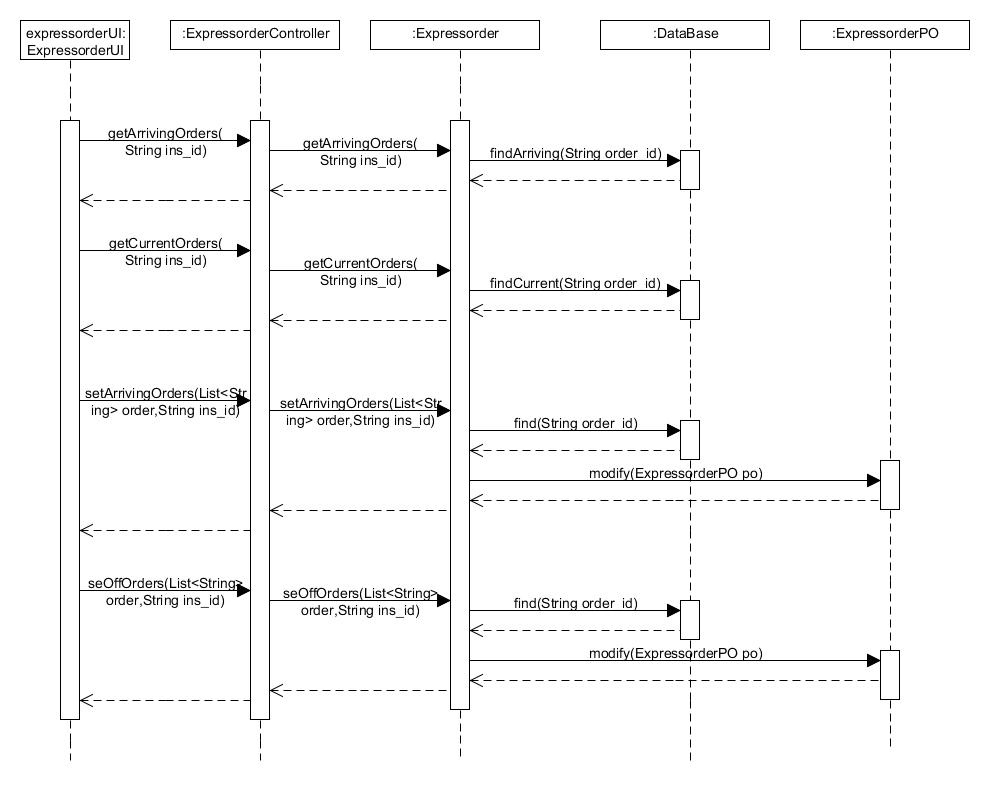 expressorderUI:
ExpressorderUI
:ExpressorderController
:Expressorder
:DataBase
:ExpressorderPO
getArrivingOrders(
String ins_id)
getArrivingOrders(
String ins_id)
findArriving(String order_id)
getCurrentOrders(
String ins_id)
getCurrentOrders(
String ins_id)
findCurrent(String order_id)
setArrivingOrders(List<Str
ing> order,String ins_id)
setArrivingOrders(List<Str
ing> order,String ins_id)
find(String order_id)
modify(ExpressorderPO po)
seOffOrders(List<String>
order,String ins_id)
seOffOrders(List<String>
order,String ins_id)
find(String order_id)
modify(ExpressorderPO po)